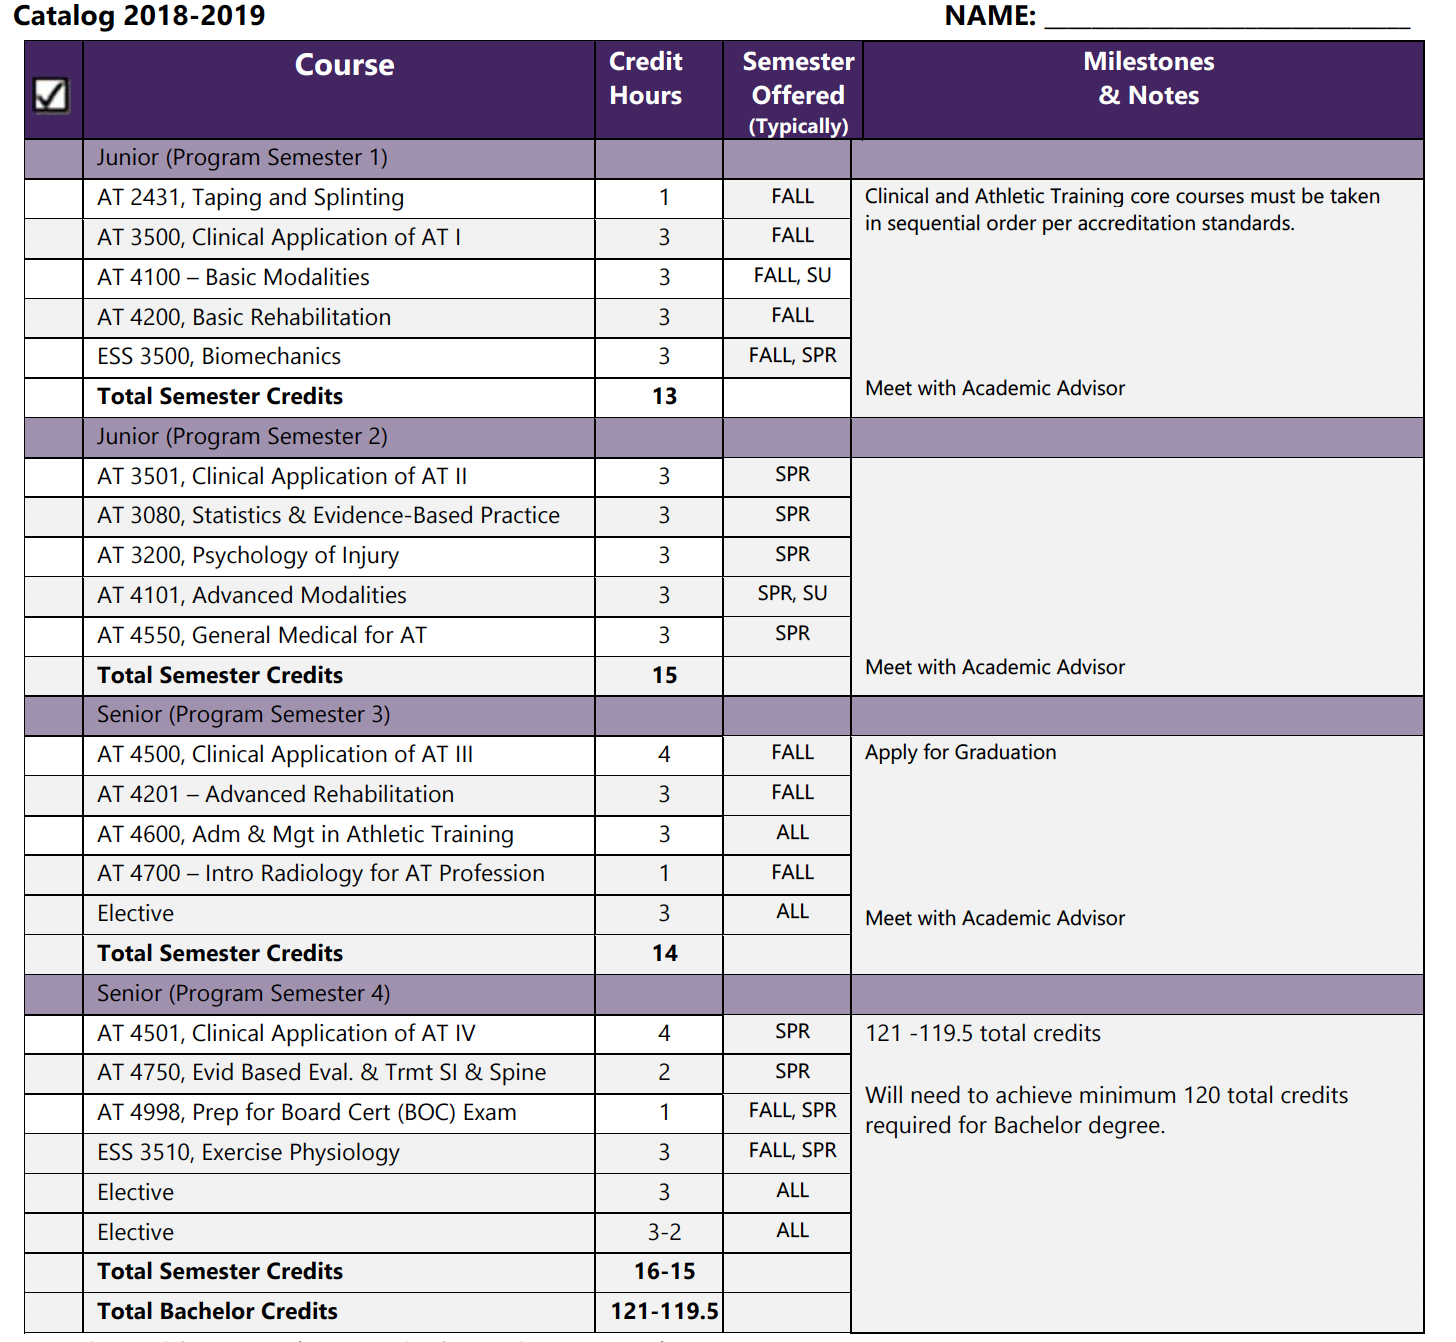 Catalog 2018-2019 NAME: ______________________________
Course Credit Hours Semester Offered (Typically) Milestones & Notes
Junior (Program Semester 1)
AT 2431, Taping and Splinting 1 FALL Clinical and Athletic Training core courses must be taken
in sequential order per accreditation standards.
AT 3500, Clinical Application of AT I 3 FALL
AT 4100 – Basic Modalities 3 FALL, SU
AT 4200, Basic Rehabilitation 3 FALL
ESS 3500, Biomechanics 3 FALL, SPR
Total Semester Credits 13 Meet with Academic Advisor
Junior (Program Semester 2)
AT 3501, Clinical Application of AT II 3 SPR
AT 3080, Statistics & Evidence-Based Practice 3 SPR
AT 3200, Psychology of Injury 3 SPR
AT 4101, Advanced Modalities 3 SPR, SU
AT 4550, General Medical for AT 3 SPR
Total Semester Credits 15 Meet with Academic Advisor
Senior (Program Semester 3)
AT 4500, Clinical Application of AT III 4 FALL Apply for Graduation
AT 4201 – Advanced Rehabilitation 3 FALL
AT 4600, Adm & Mgt in Athletic Training 3 ALL
AT 4700 – Intro Radiology for AT Profession 1 FALL
Elective 3 ALL Meet with Academic Advisor
Total Semester Credits 14
Senior (Program Semester 4)
AT 4501, Clinical Application of AT IV 4 SPR 121 -119.5 total credits
AT 4750, Evid Based Eval. & Trmt SI & Spine 2 SPR
AT 4998, Prep for Board Cert (BOC) Exam 1 FALL, SPR Will need to achieve minimum 120 total credits
required for Bachelor degree.
ESS 3510, Exercise Physiology 3 FALL, SPR
Elective 3 ALL
Elective 3-2 ALL
Total Semester Credits 16-15
Total Bachelor Credits 121-119.5